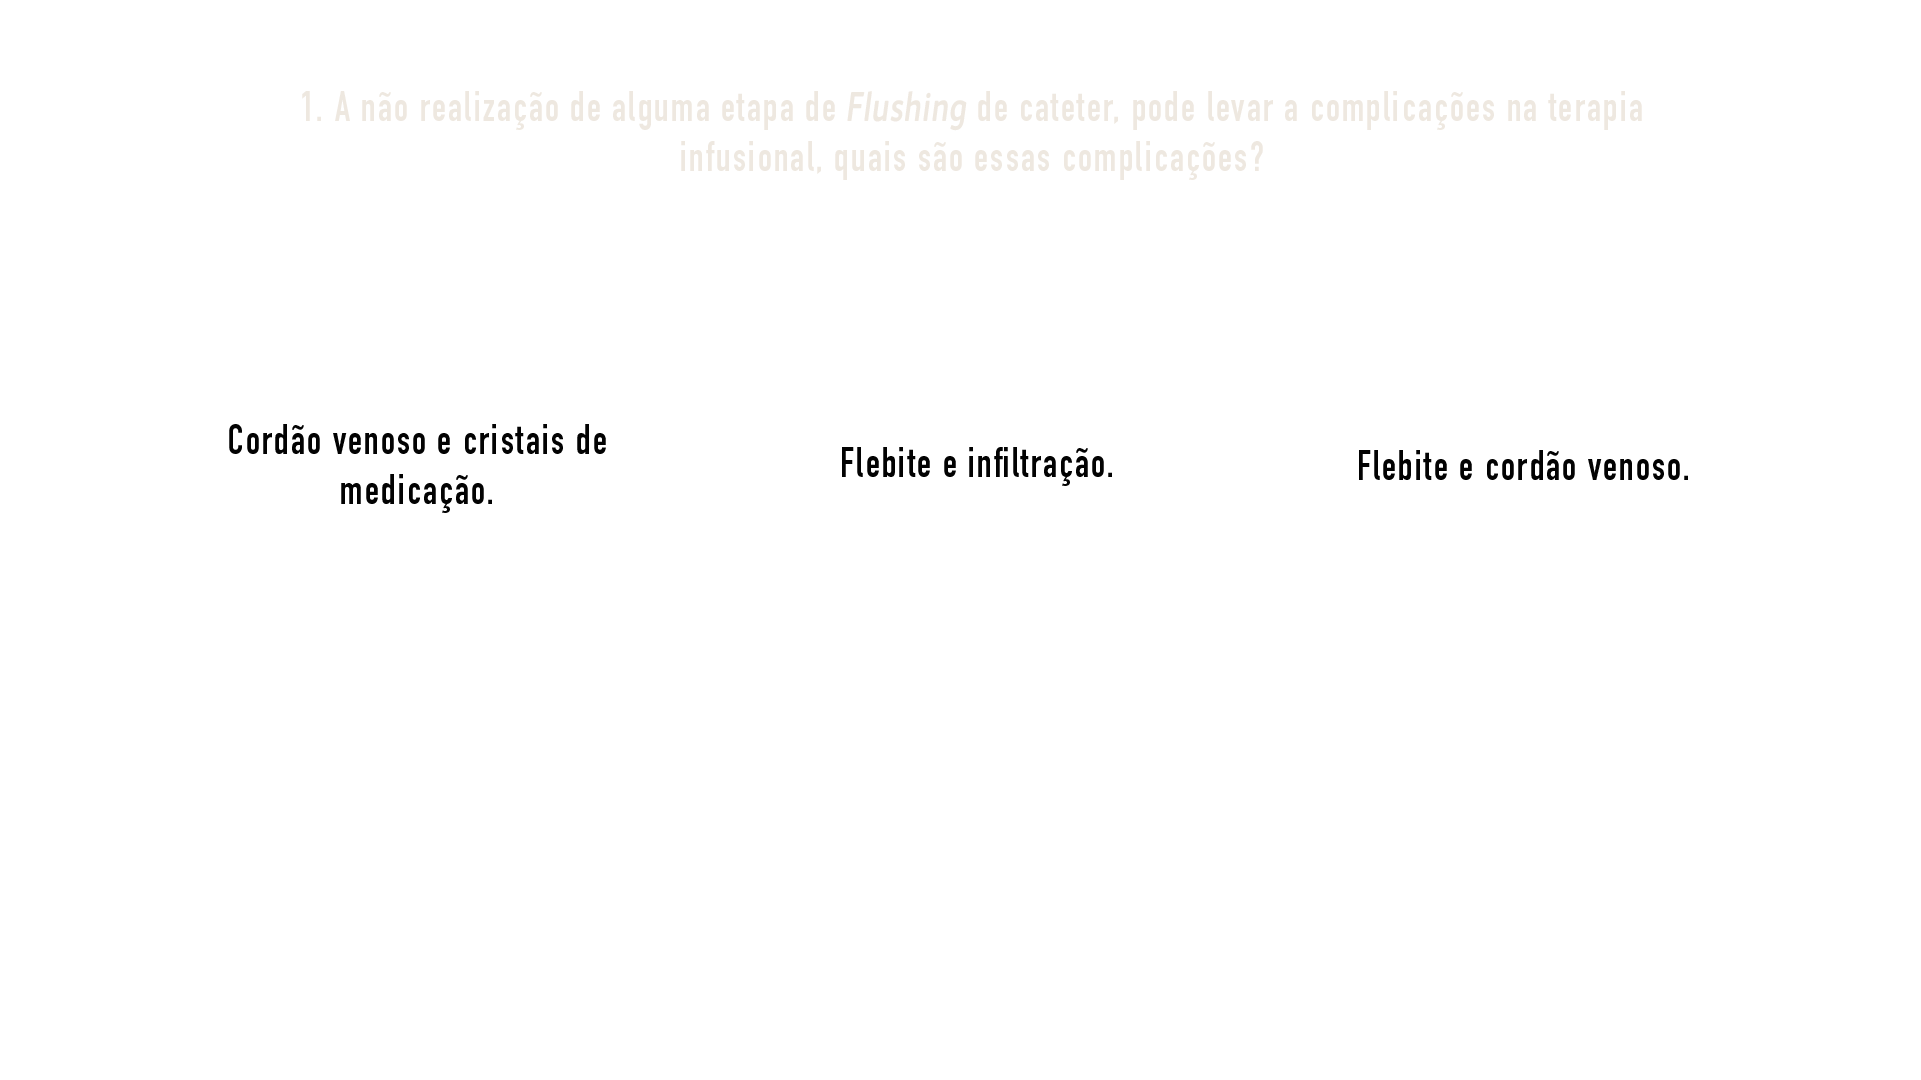 1. A não realização de alguma etapa de Flushing de cateter, pode levar a complicações na terapia
infusional, quais são essas complicações?
Cordão venoso e cristais de
medicação.
Flebite e infiltração.
Flebite e cordão venoso.